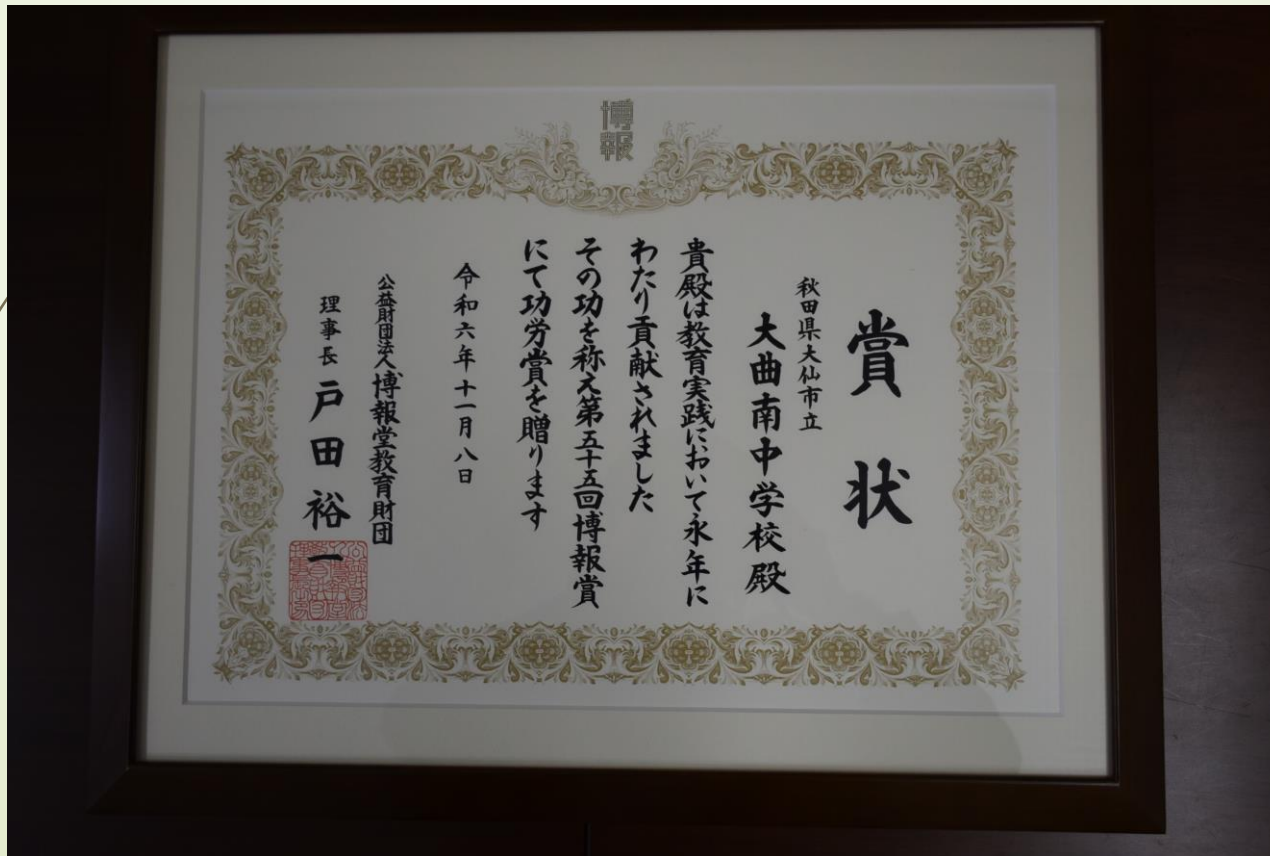 博報
賞状
秋田県大仙市立
大曲南中学校殿
貴殿は教育実践において永年に
わたり貢献されました
その功を称え第五十五回博報賞
にて功労賞を贈ります
令和六年十一月八日
公益財団法人博報堂教育財団
理事長 戸田裕一